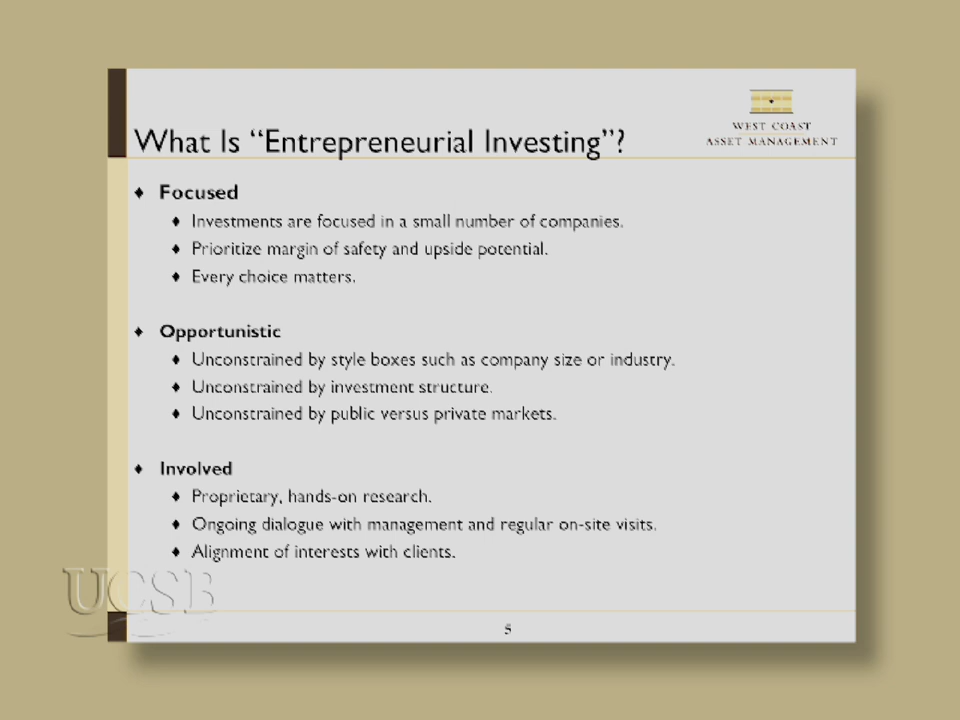 WEST COAST
ASSET MANAGEMENT
What Is “Entrepreneurial Investing”?
♦ Focused
♦ Investments are focused in a small number of companies.
♦ Prioritize margin of safety and upside potential.
♦ Every choice matters.
♦ Opportunistic
♦ Unconstrained by style boxes such as company size or industry.
♦ Unconstrained by investment structure.
♦ Unconstrained by public versus private markets.
♦ Involved
♦ Proprietary, hands-on research.
♦ Ongoing dialogue with management and regular on-site visits.
♦ Alignment of interests with clients.
UCSB
5